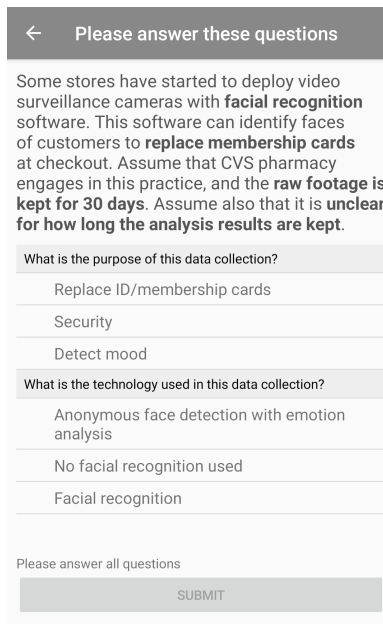 Please answer these questions
Some stores have started to deploy video
surveillance cameras with facial recognition
software. This software can identify faces
of customers to replace membership cards
at checkout. Assume that CVS pharmacy
engages in this practice, and the raw footage is
kept for 30 days. Assume also that it is unclear
for how long the analysis results are kept.
What is the purpose of this data collection?
Replace ID/membership cards
Security
Detect mood
What is the technology used in this data collection?
Anonymous face detection with emotion
analysis
No facial recognition used
Facial recognition
Please answer all questions
SUBMIT